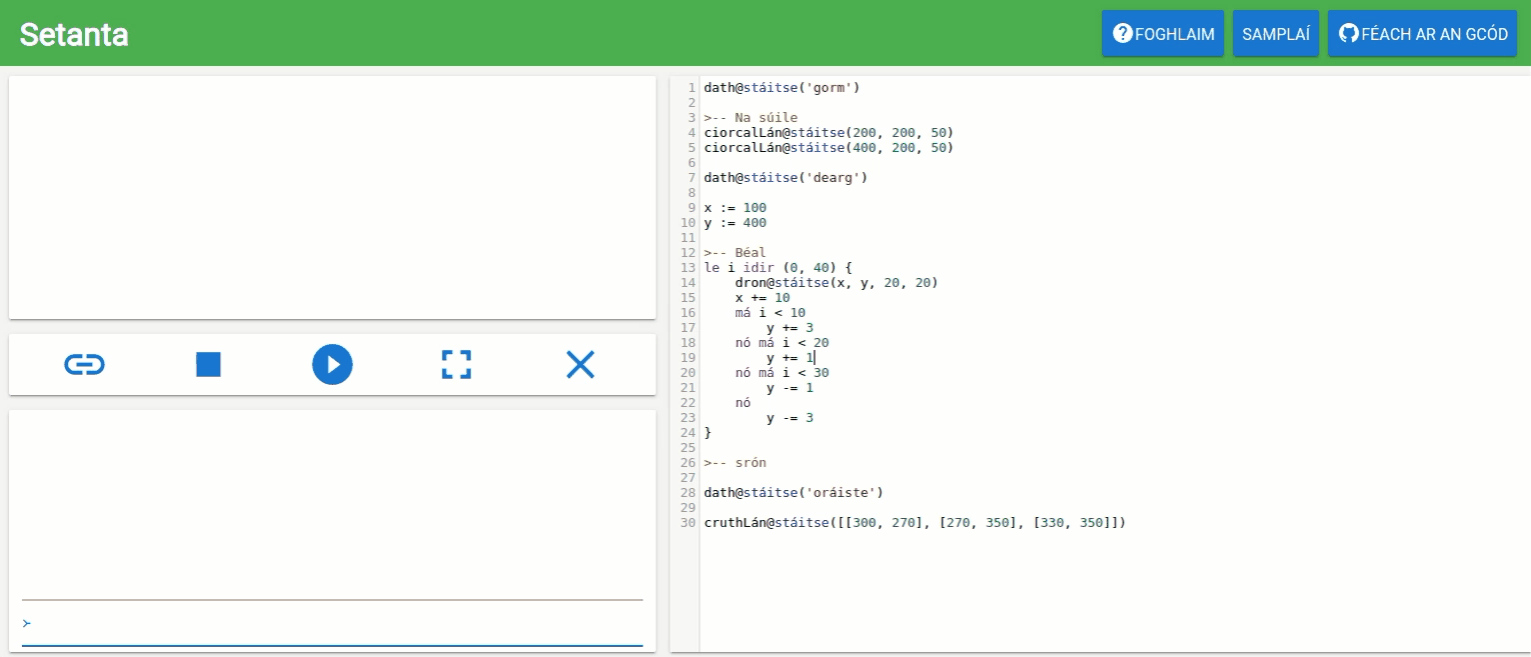 Setanta
FOGHLAIM
SAMPLAÍ
FÉACH AR AN GCÓD
1 dath@stáitse('gorm')
2
3 >-- Na súile
4 ciorcalLán@stáitse(200, 200, 50)
5 ciorcalLán@stáitse(400, 200, 50)
6
7 dath@stáitse('dearg')
8
9 x := 100
10 y := 400
11
12 >-- Béal
13 le i idir (0, 40) {
14     dron@stáitse(x, y, 20, 20)
15     x += 10
16     má i < 10
17         y += 3
18     nó má i < 20
19         y += 1
20     nó má i < 30
21         y -= 1
22     nó
23         y -= 3
24 }
25
26 >-- srón
27
28 dath@stáitse('oráiste')
29
30 cruthLán@stáitse([[300, 270], [270, 350], [330, 350]])